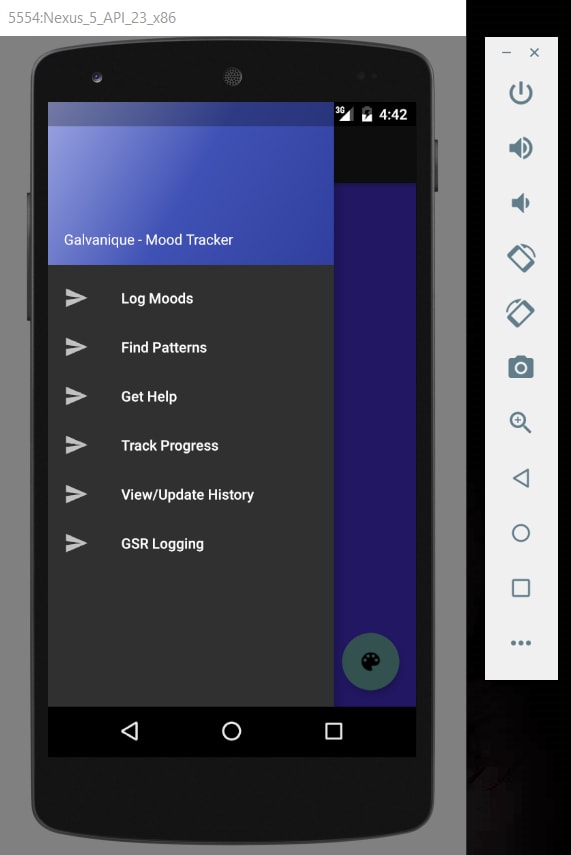 5554:Nexus_5_API_23_x86
3G 4:42
Galvanique - Mood Tracker
Log Moods
Find Patterns
Get Help
Track Progress
View/Update History
GSR Logging